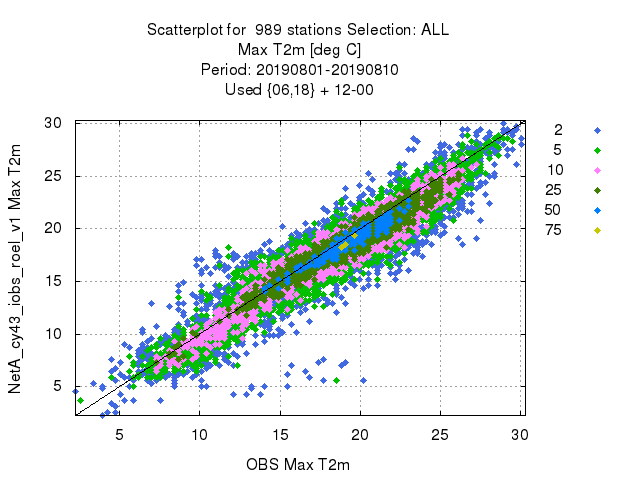 Scatterplot for  989 stations Selection: ALL
Max T2m [deg C]
Period: 20190801-20190810
Used {06,18} + 12-00
NetA_cy43_iobs_roel_v1 Max T2m
30
25
20
15
10
5
5 10 15 20 25 30
OBS Max T2m
2
5
10
25
50
75